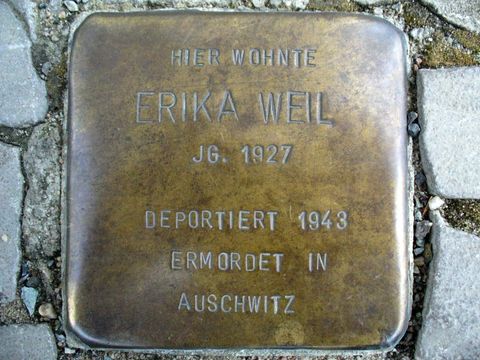 HIER WOHNTE
ERIKA WEIL
JG. 1927
DEPORTIERT 1943
ERMORDET IN
AUSCHWITZ